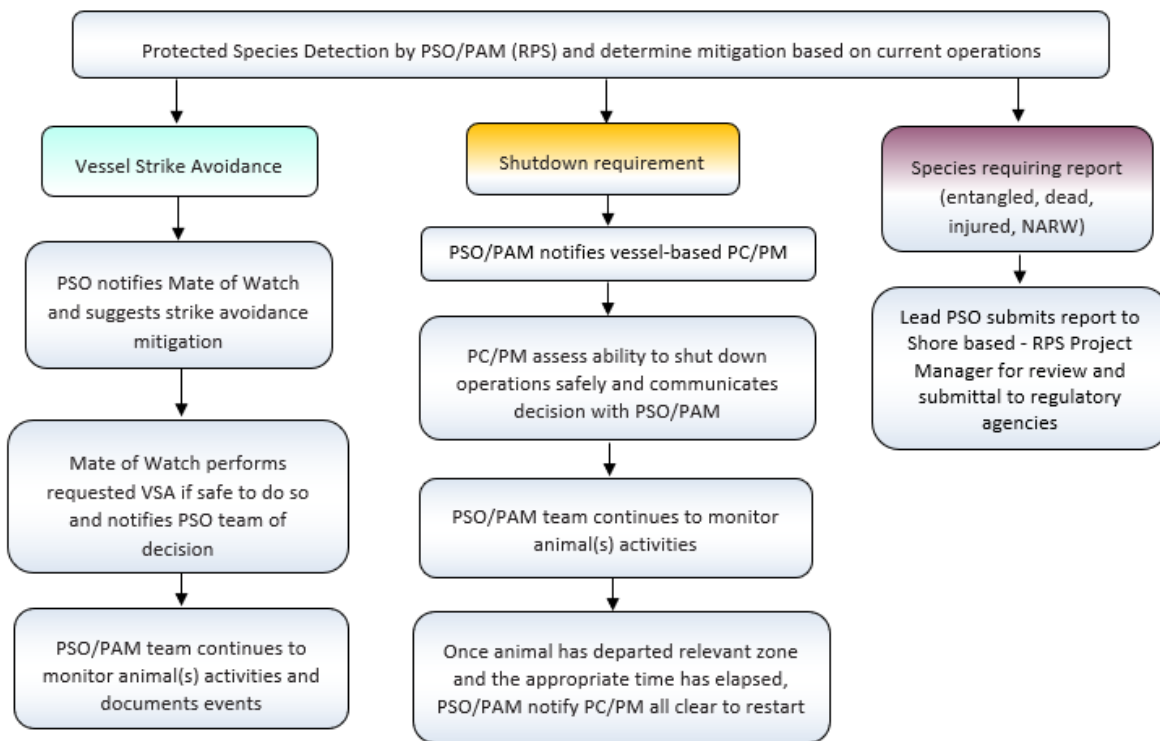 Protected Species Detection by PSO/PAM (RPS) and determine mitigation based on current operations
Vessel Strike Avoidance
PSO notifies Mate of Watch
and suggests strike avoidance
mitigation
Mate of Watch performs
requested VSA if safe to do so
and notifies PSO team of
decision
PSO/PAM team continues to
monitor animal(s) activities and
documents events
Shutdown requirement
PSO/PAM notifies vessel-based PC/PM
PC/PM assess ability to shut down
operations safely and communicates
decision with PSO/PAM
PSO/PAM team continues to monitor
animal(s) activities
Once animal has departed relevant zone
and the appropriate time has elapsed,
PSO/PAM notify PC/PM all clear to restart
Species requiring report
(entangled, dead,
injured, NARW)
Lead PSO submits report to
Shore based - RPS Project
Manager for review and
submittal to regulatory
agencies